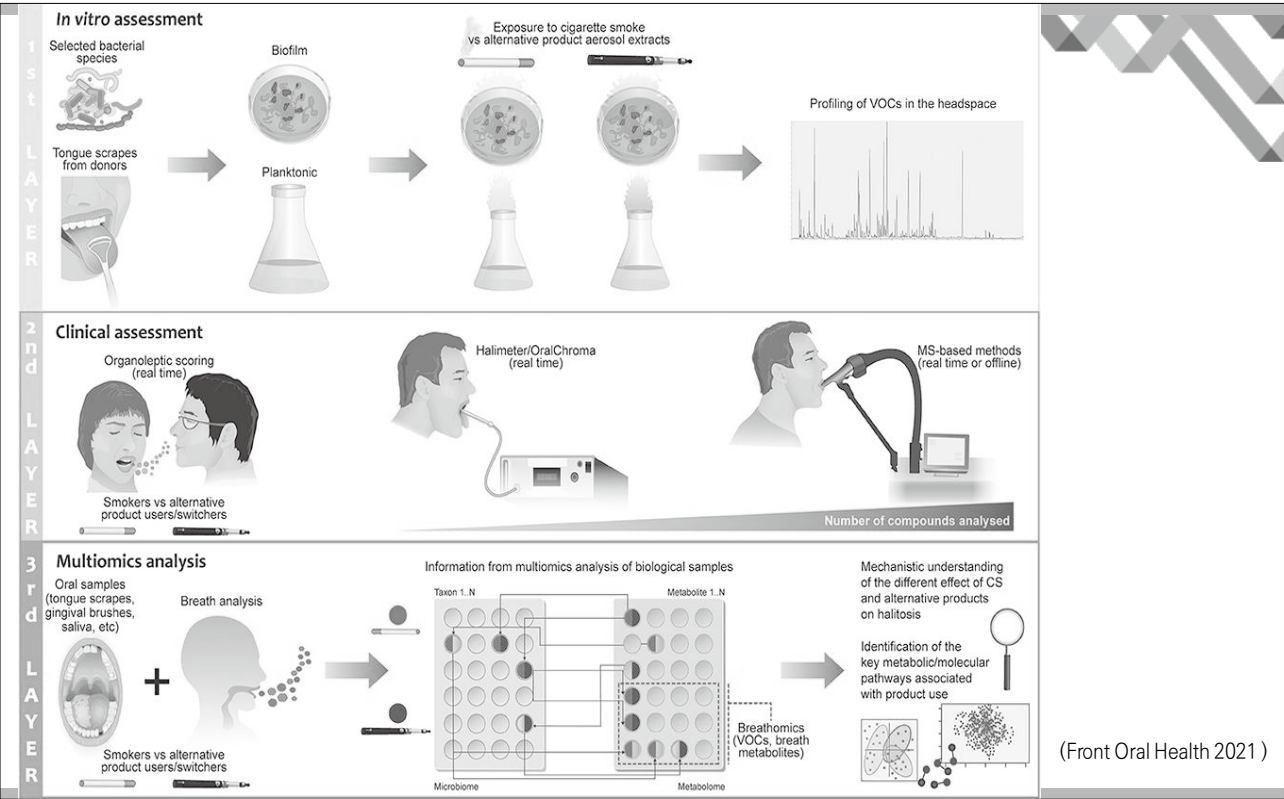 1st LAYER
In vitro assessment
Selected bacterial
species
Tongue scrapes
from donors
Biofilm
Planktonic
Exposure to cigarette smoke
vs alternative product aerosol extracts
Profiling of VOCs in the headspace
2nd LAYER
Clinical assessment
Organoleptic scoring
(real time)
Smokers vs alternative
product users/switchers
Halimeter/OralChroma
(real time)
MS-based methods
(real time or offline)
Number of compounds analysed
3rd LAYER
Multiomics analysis
Oral samples
(tongue scrapes,
gingival brushes,
saliva, etc)
Breath analysis
Smokers vs alternative
product users/switchers
Information from multiomics analysis of biological samples
Taxon 1..N
Metabolite 1..N
Microbiome
Metabolome
Breathomics
(VOCs, breath
metabolites)
Mechanistic understanding
of the different effect of CS
and alternative products
on halitosis
Identification of the
key metabolic/molecular
pathways associated
with product use
(Front Oral Health 2021 )